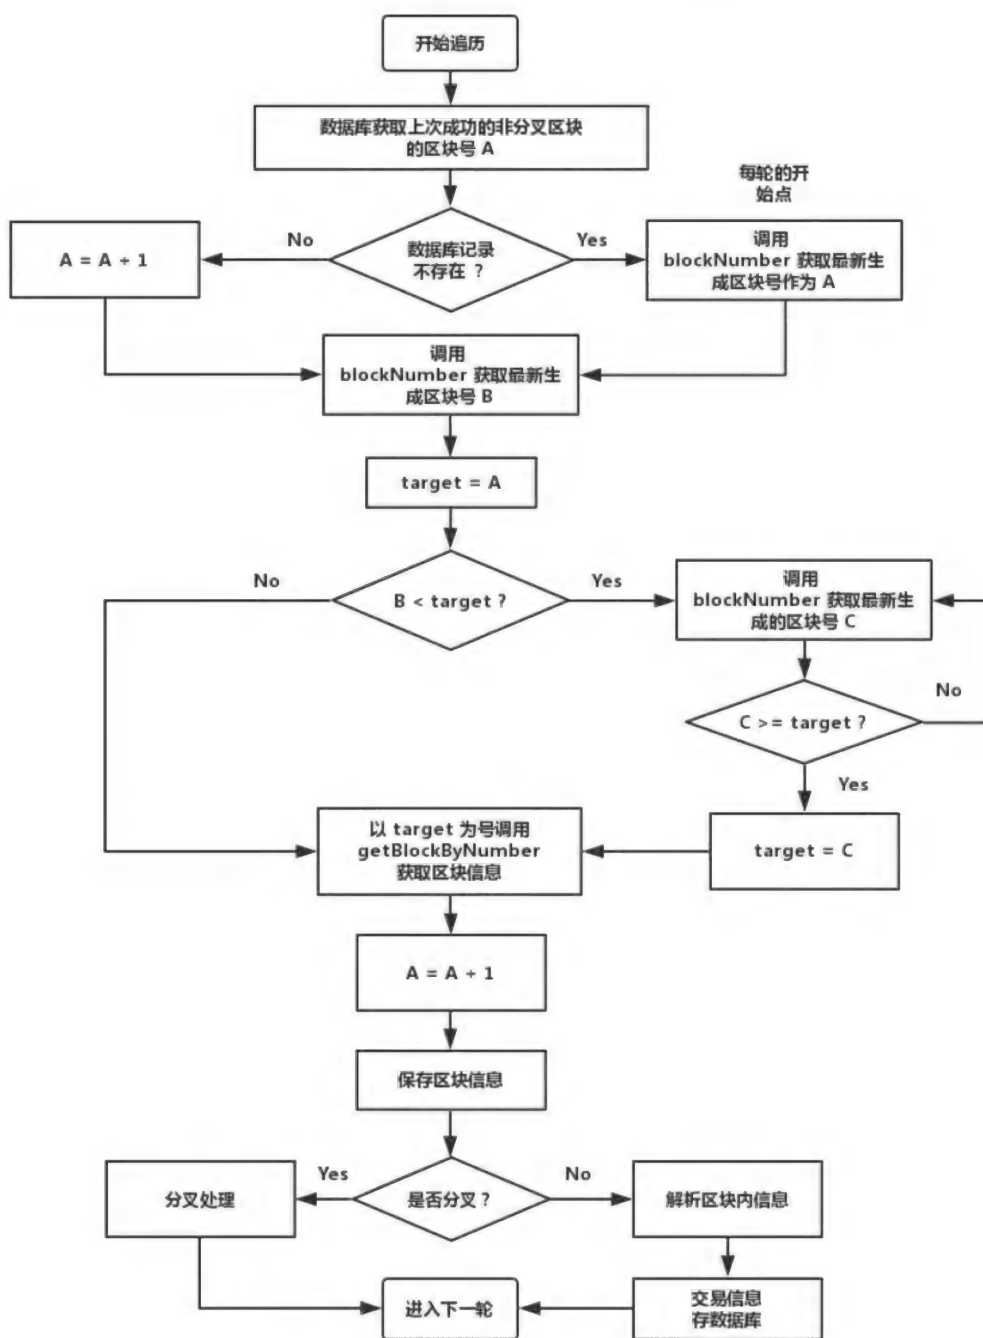 开始遍历
数据库获取上次成功的非分叉区块
的区块号 A
每轮的开
始点
No
数据库记录
不存在 ？
Yes
A = A + 1
调用
blockNumber 获取最新生
成区块号作为 A
调用
blockNumber 获取最新生
成区块号 B
target = A
No
B < target ?
Yes
调用
blockNumber 获取最新生
成的区块号 C
C >= target ?
No
Yes
以 target 为号调用
getBlockByNumber
获取区块信息
target = C
A = A + 1
保存区块信息
Yes
是否分叉？
No
分叉处理
解析区块内信息
进入下一轮
交易信息
存数据库